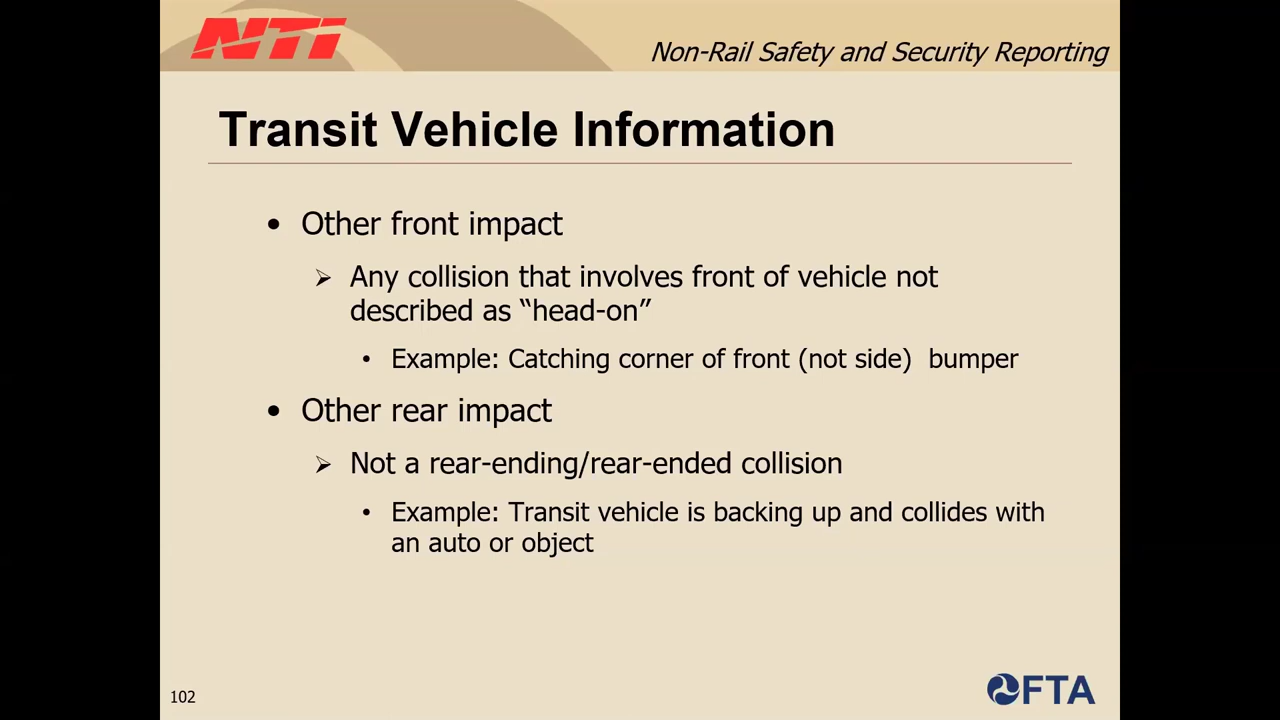 NTI
Non-Rail Safety and Security Reporting
Transit Vehicle Information
• Other front impact
➢ Any collision that involves front of vehicle not
described as “head-on”
• Example: Catching corner of front (not side)  bumper
• Other rear impact
➢ Not a rear-ending/rear-ended collision
• Example: Transit vehicle is backing up and collides with
an auto or object
102
FTA